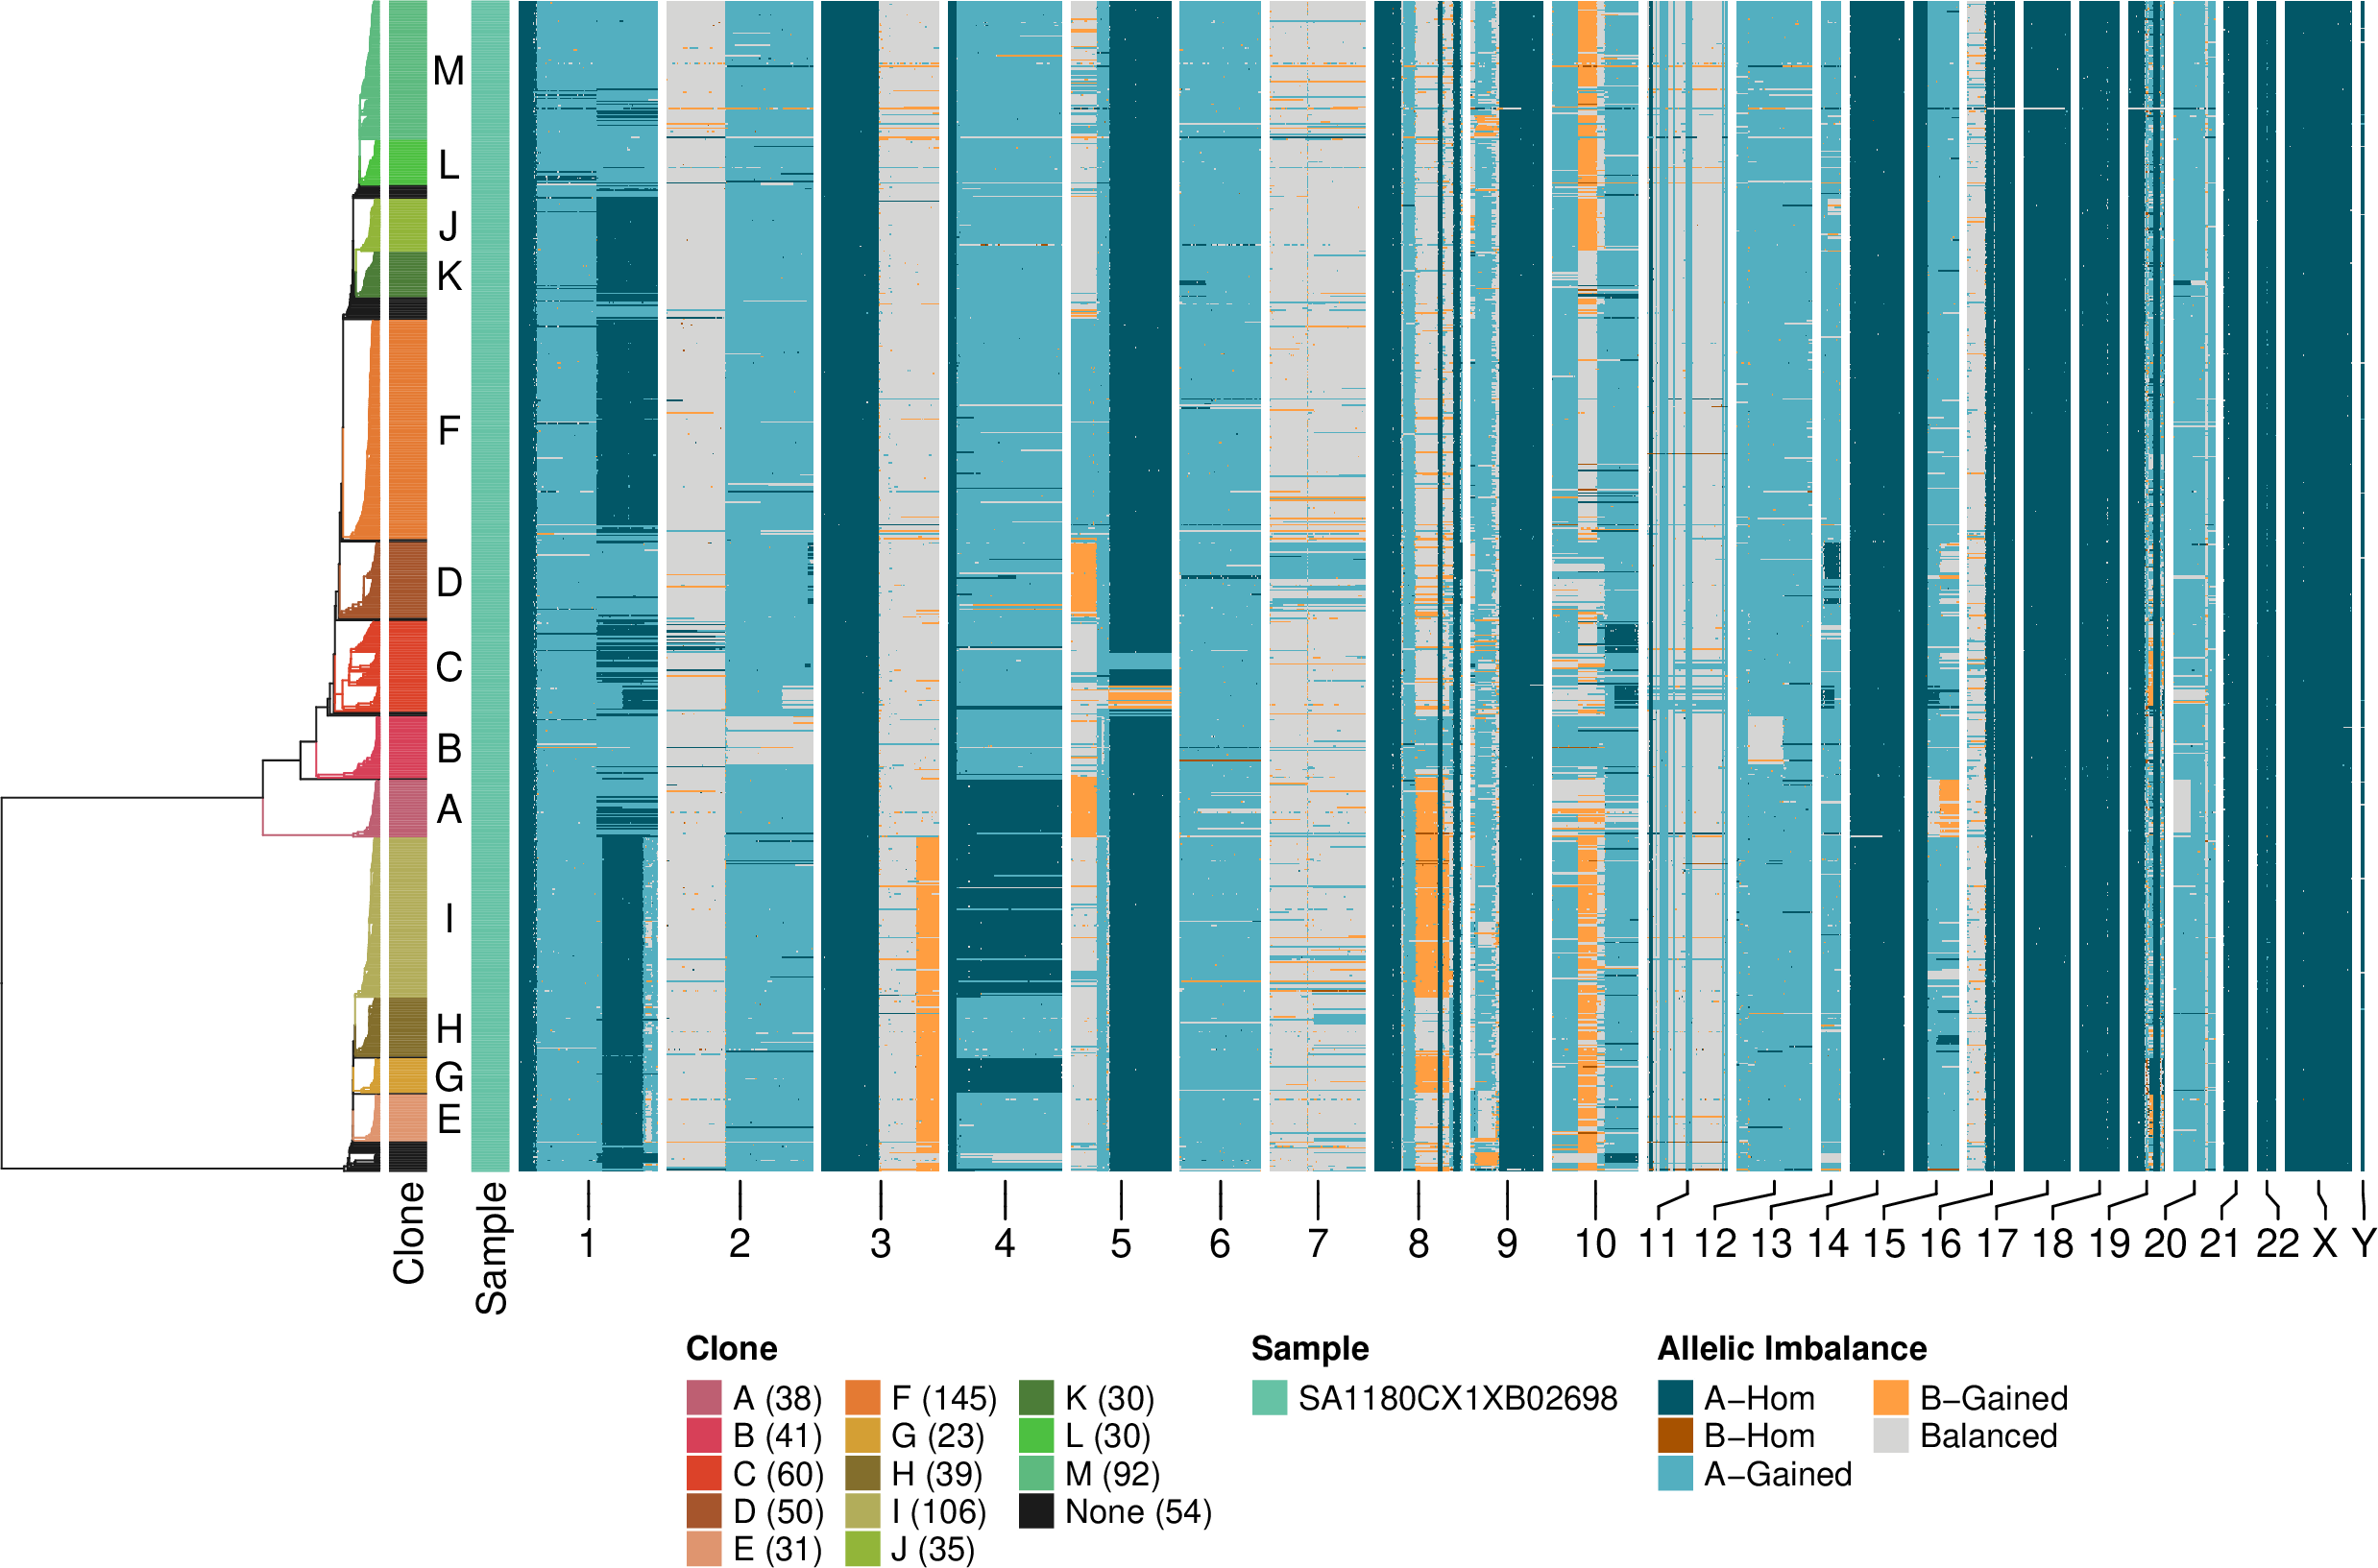 M
L
J
K
F
D
C
B
A
I
H
G
E
Clone
Sample
1 2 3 4 5 6 7 8 9 10 11 12 13 14 15 16 17 18 19 20 21 22 X Y
Clone
A (38)
B (41)
C (60)
D (50)
E (31)
F (145)
G (23)
H (39)
I (106)
J (35)
K (30)
L (30)
M (92)
None (54)
Sample
SA1180CX1XB02698
Allelic Imbalance
A−Hom
B−Hom
A−Gained
B−Gained
Balanced